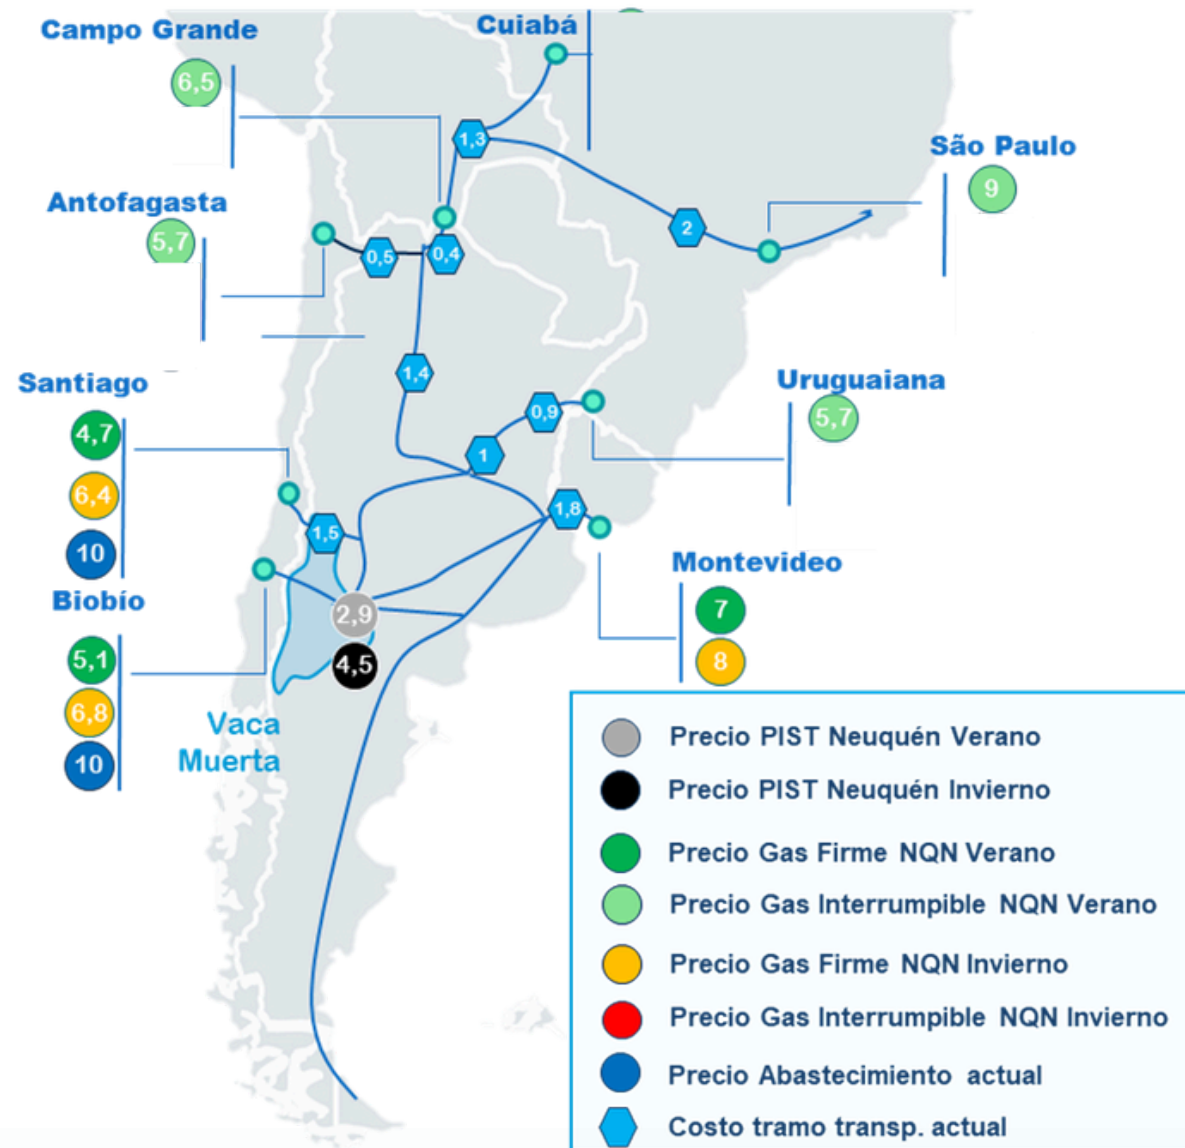 Campo Grande
6,5
Cuiabá
1,3
São Paulo
9
Antofagasta
5,7
0,5
0,4
2
1,4
Santiago
4,7
6,4
10
Uruguaiana
5,7
0,9
1
1,8
1,5
Biobío
5,1
6,8
10
2,9
4,5
Montevideo
7
8
Vaca
Muerta
Precio PIST Neuquén Verano
Precio PIST Neuquén Invierno
Precio Gas Firme NQN Verano
Precio Gas Interrumpible NQN Verano
Precio Gas Firme NQN Invierno
Precio Gas Interrumpible NQN Invierno
Precio Abastecimiento actual
Costo tramo transp. actual